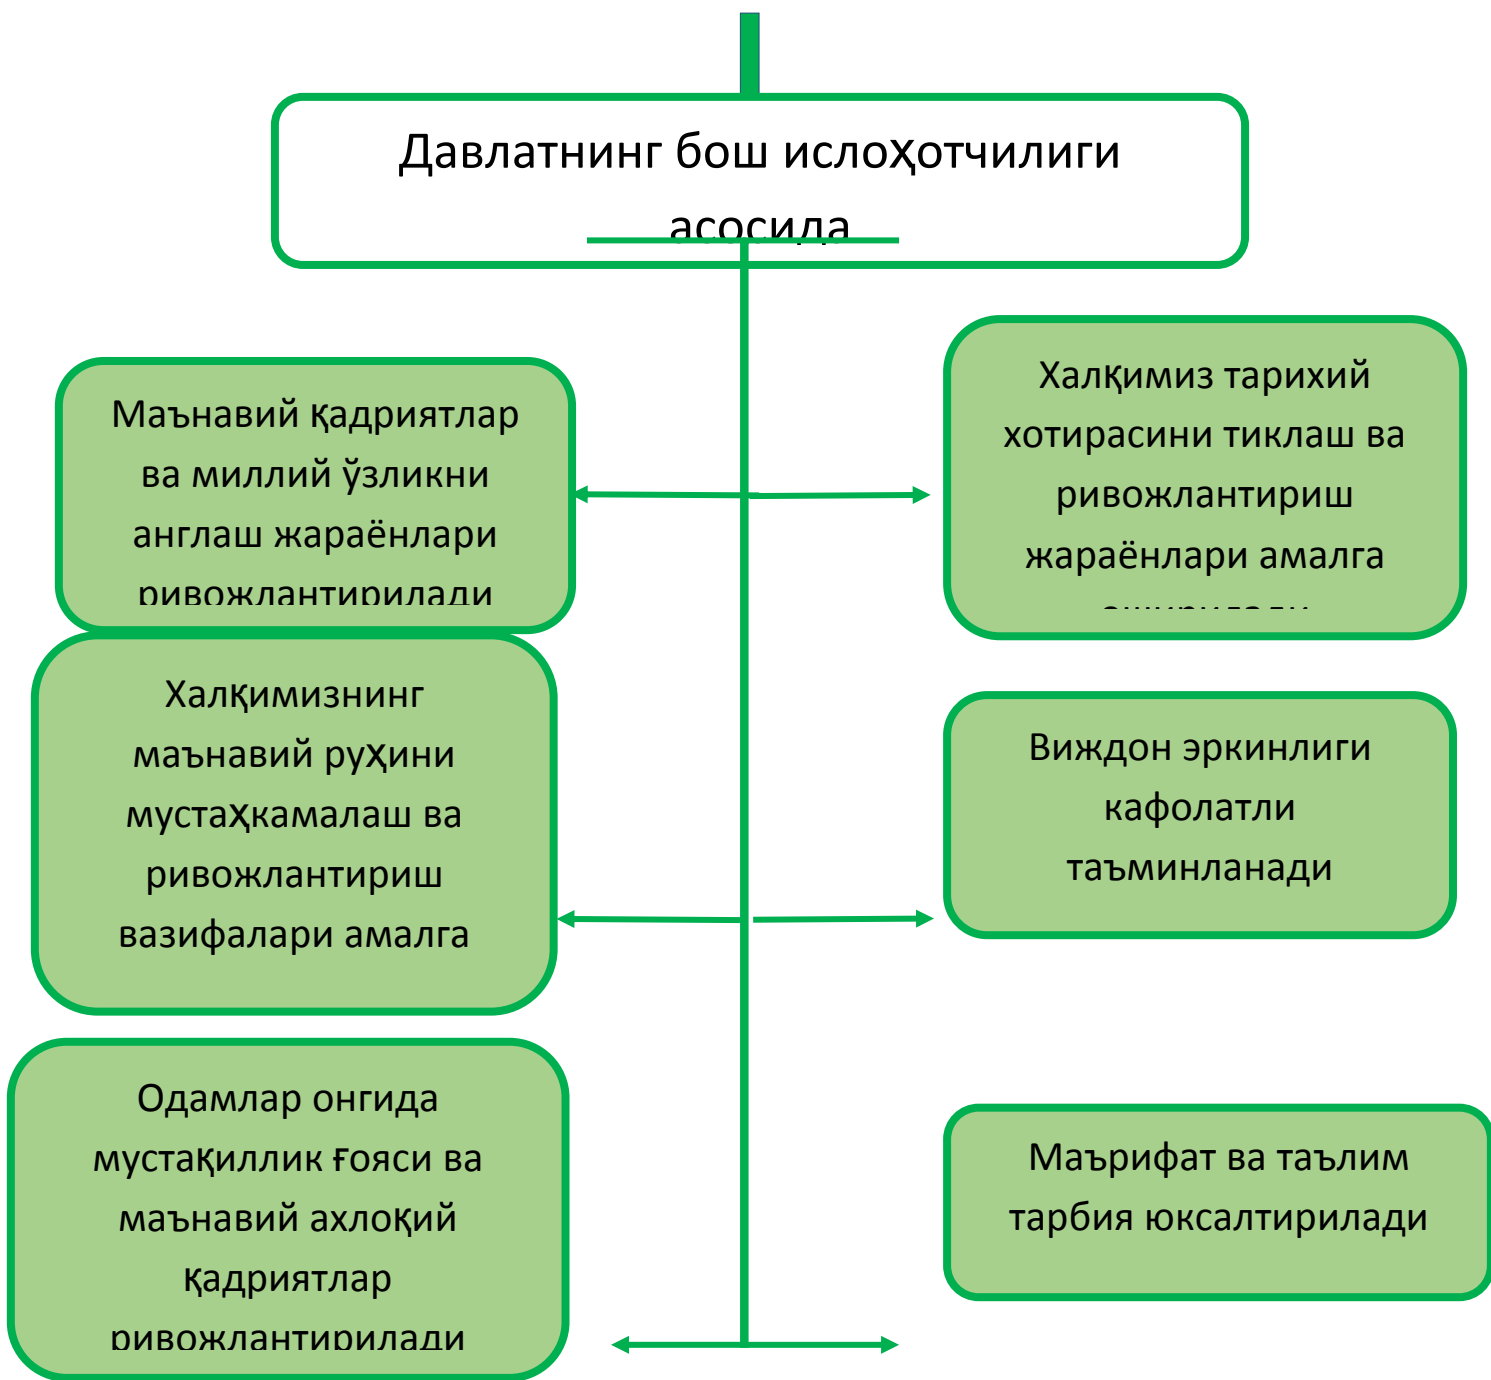 Давлатнинг бош ислоҳотчилиги
асосида
Маънавий қадриятлар
ва миллий ўзликни
англаш жараёнлари
ривожлантирилади
Халқимиз тарихий
хотирасини тиклаш ва
ривожлантириш
жараёнлари амалга
Халқимизнинг
маънавий руҳини
мустаҳкамалаш ва
ривожлантириш
вазифалари амалга
Виждон эркинлиги
кафолатли
таъминланади
Одамлар онгида
мустақиллик ғояси ва
маънавий ахлоқий
қадриятлар
ривожлантирилади
Маърифат ва таълим
тарбия юксалтирилади